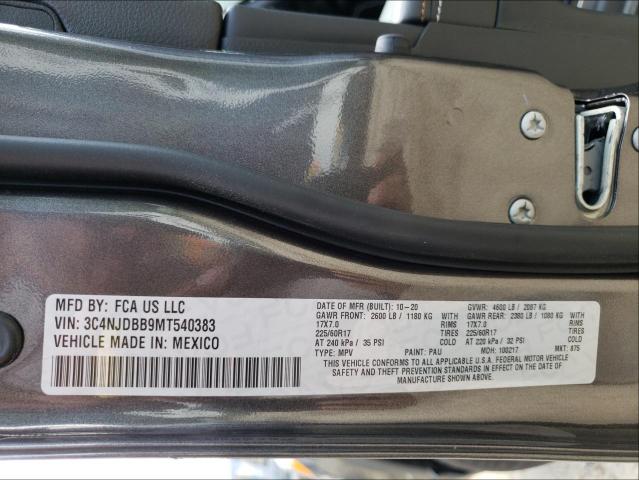 MFD BY: FCA US LLC
VIN: 3C4NJDBB9MT540383
VEHICLE MADE IN: MEXICO
DATE OF MFR (BUILT): 10-20 GVWR: 4600 LB / 2087 KG
GAWR FRONT: 2600 LB / 1180 KG GAWR REAR: 2380 LB / 1080 KG
17X7.0 TIRES 17X7.0 TIRES
225/60R17 225/60R17
AT 240 kPa / 35 PSI COLD AT 220 kPa / 32 PSI COLD
TYPE: MPV PAINT: PAU MDH: 100217 MKT: 875
THIS VEHICLE CONFORMS TO ALL APPLICABLE U.S.A. FEDERAL MOTOR VEHICLE
SAFETY AND THEFT PREVENTION STANDARDS IN EFFECT ON THE DATE OF
MANUFACTURE SHOWN ABOVE.